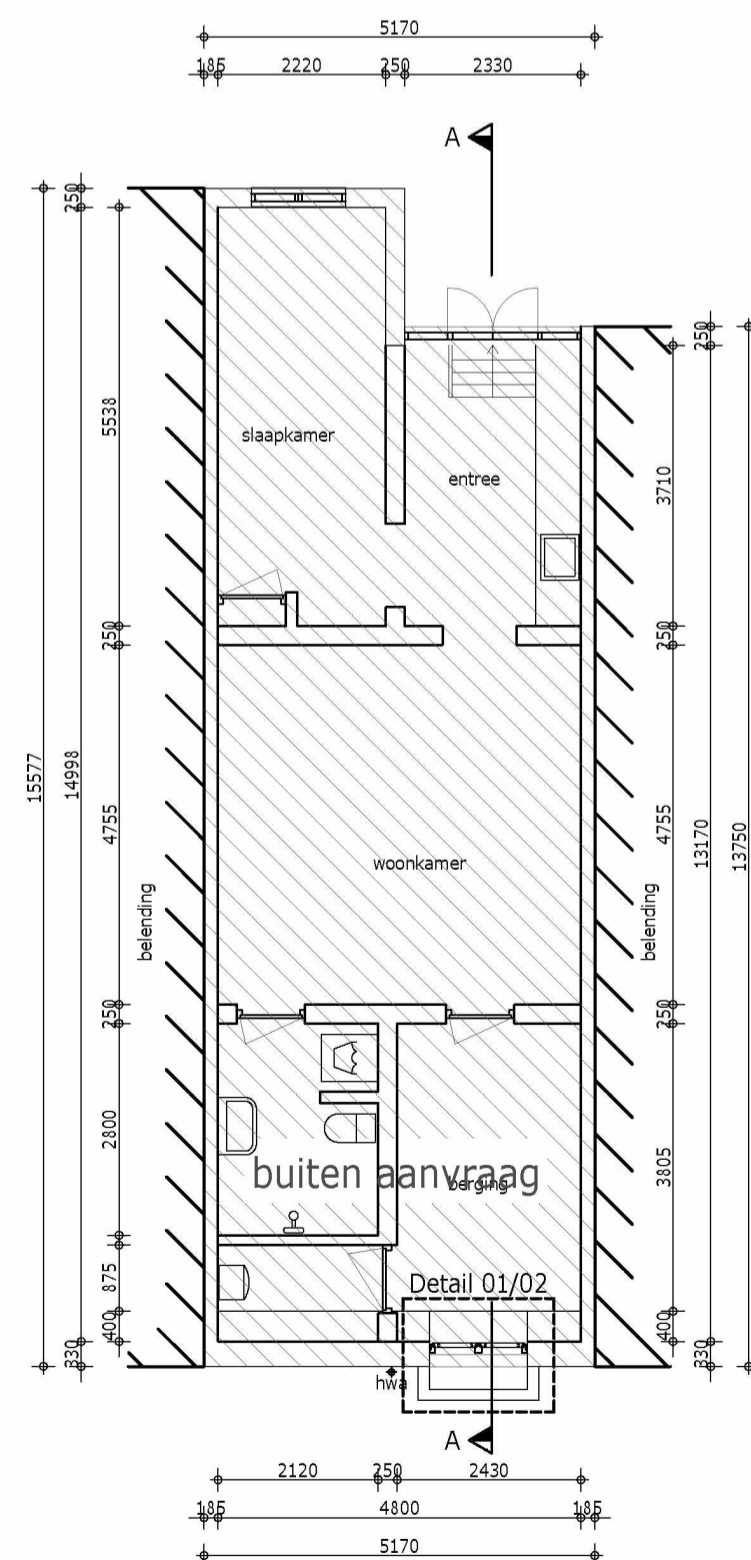 5170
185 2220 250 2330
A
250
250
5538
slaapkamer
entree
3710
250
250
15577
14998
4755
woonkamer
4755
13170
13750
belending
belending
250
250
2800
buiten aanvraag
berging
3805
875
Detail 01/02
400
400
330
330
hwa
A
2120 250 2430
185 4800 185
5170